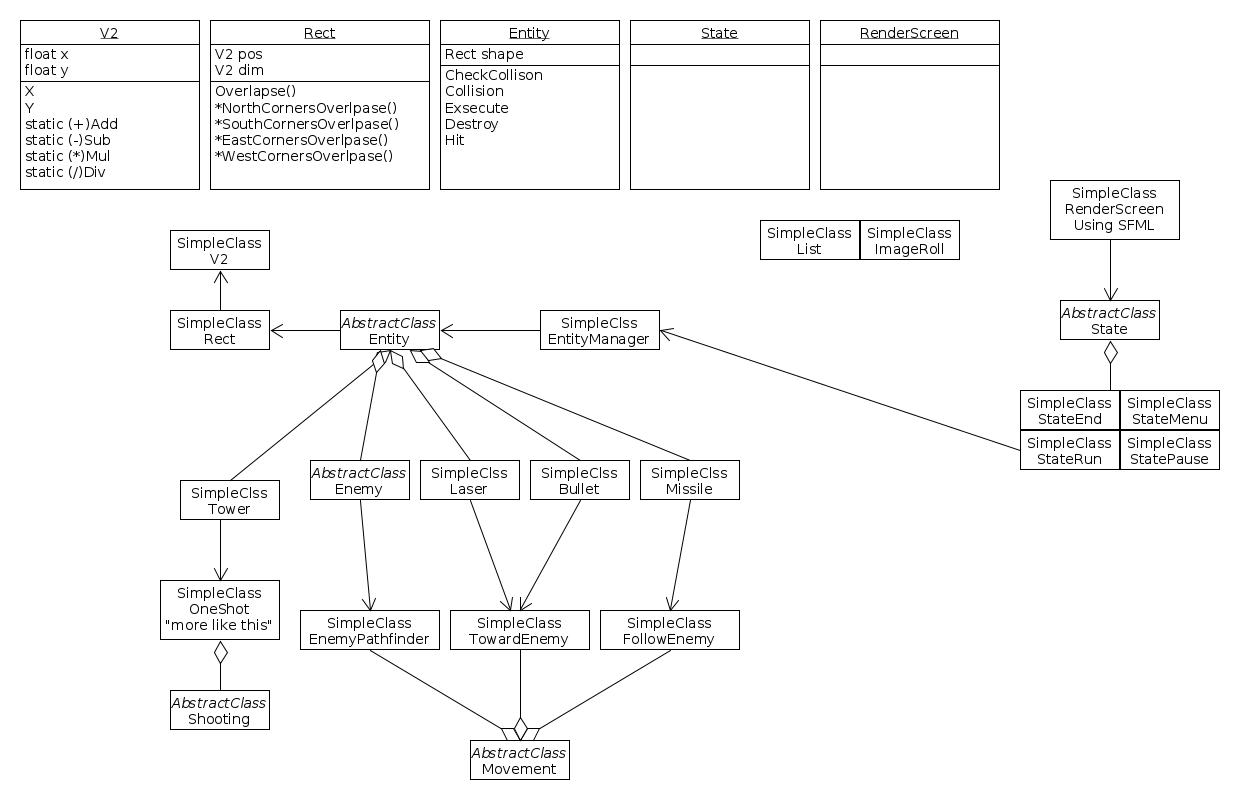 V2
float x
float y
X
Y
static (+)Add
static (-)Sub
static (*)Mul
static (/)Div
Rect
V2 pos
V2 dim
Overlapse()
*NorthCornersOverlpase()
*SouthCornersOverlpase()
*EastCornersOverlpase()
*WestCornersOverlpase()
Entity
Rect shape
CheckCollison
Collision
Exsecute
Destroy
Hit
State
RenderScreen
SimpleClass
RenderScreen
Using SFML
SimpleClass
V2
SimpleClass
List
SimpleClass
ImageRoll
SimpleClass
Rect
AbstractClass
Entity
SimpleClss
EntityManager
AbstractClass
State
SimpleClass
StateEnd
SimpleClass
StateMenu
SimpleClass
StateRun
SimpleClass
StatePause
SimpleClss
Tower
AbstractClass
Enemy
SimpleClss
Laser
SimpleClss
Bullet
SimpleClss
Missile
SimpleClass
OneShot
"more like this"
SimpleClass
EnemyPathfinder
SimpleClass
TowardEnemy
SimpleClass
FollowEnemy
AbstractClass
Shooting
AbstractClass
Movement